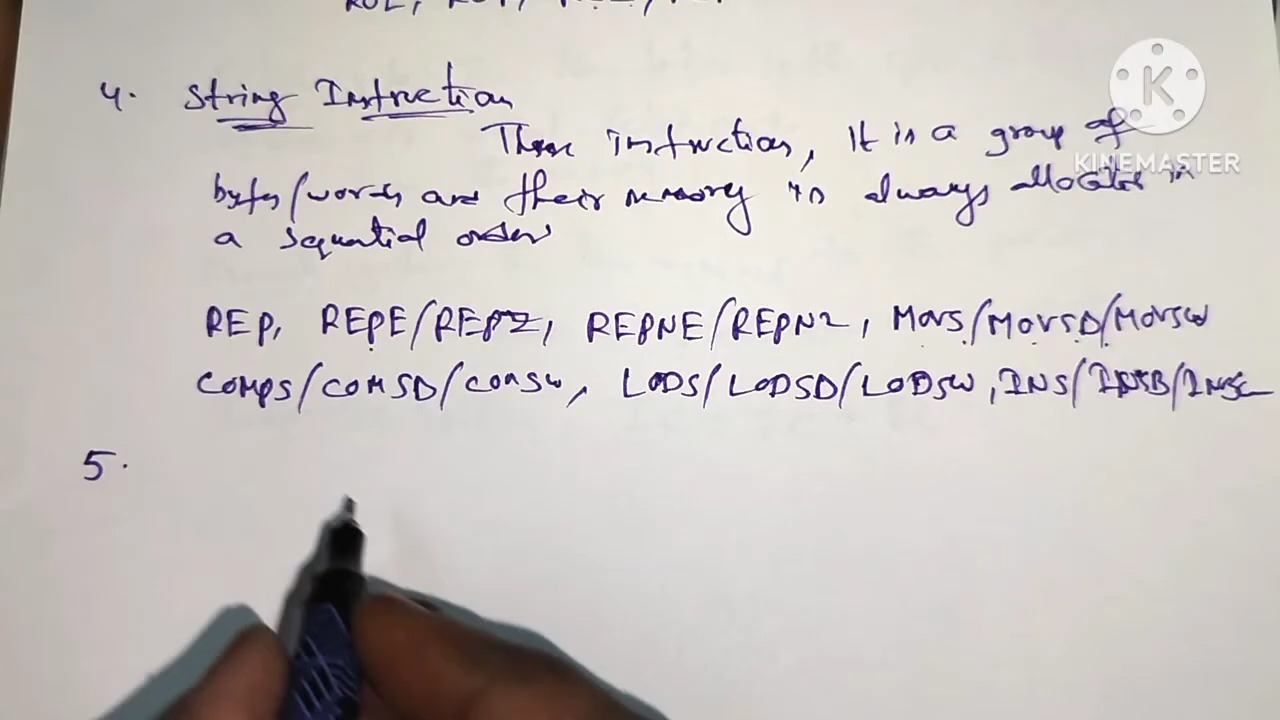 4. String Instruction
These instruction, it is a group of
bytes/words and their memory is always allocated in
a sequential order
REP, REPE/REPZ, REPNE/REPNZ, MOVS/MOVSD/MOVSW
COMPS/COMSD/COMSW, LODS/LODSD/LODSW, INS/INSB/INSW
5.
K
KINEMASTER